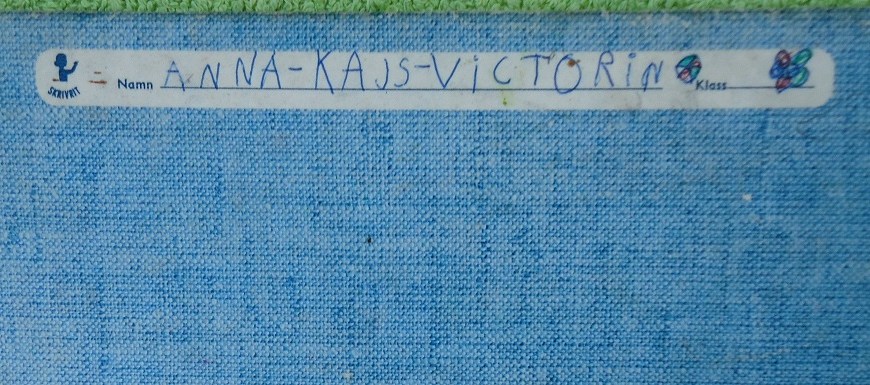 SKRIVRIT
Namn ANNA-KAJS-VICTORIN Klass